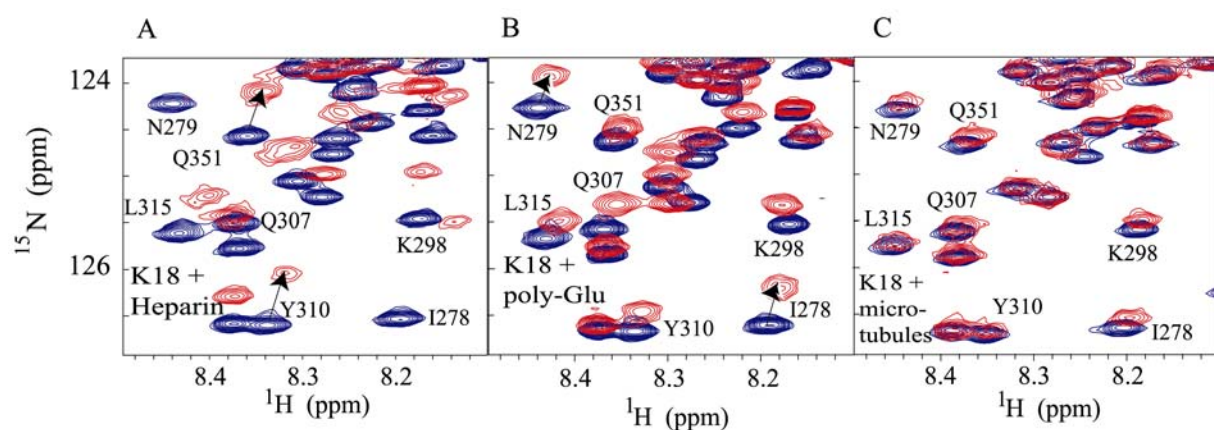 A
B
C
124
126
¹⁵N (ppm)
N279
Q351
L315
Q307
K298
K18 +
Heparin
Y310
I278
N279
Q351
Q307
L315
K298
K18 +
poly-Glu
I278
Y310
N279
Q351
Q307
L315
K298
K18 +
micro-
tubules
Y310
I278
8.4 8.3 8.2
8.4 8.3 8.2
8.4 8.3 8.2
¹H (ppm)
¹H (ppm)
¹H (ppm)